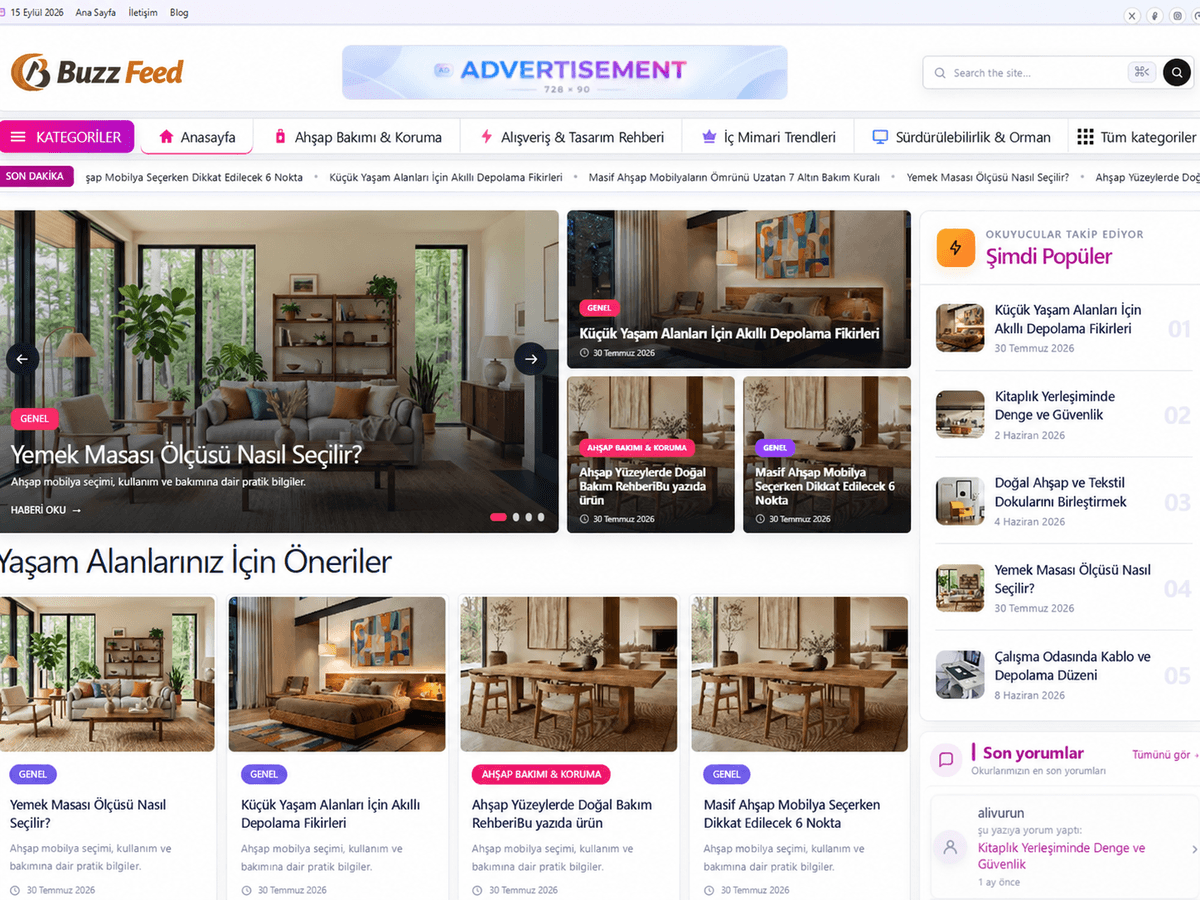 15 Eylül 2026 Ana Sayfa İletişim Blog
Buzz Feed
AD ADVERTISEMENT
728 × 90
Search the site...
⌘K
KATEGORİLER
Anasayfa
Ahşap Bakımı & Koruma
Alışveriş & Tasarım Rehberi
İç Mimari Trendleri
Sürdürülebilirlik & Orman
Tüm kategoriler
SON DAKİKA
şap Mobilya Seçerken Dikkat Edilecek 6 Nokta • Küçük Yaşam Alanları İçin Akıllı Depolama Fikirleri • Masif Ahşap Mobilyaların Ömrünü Uzatan 7 Altın Bakım Kuralı • Yemek Masası Ölçüsü Nasıl Seçilir? • Ahşap Yüzeylerde Doğ
GENEL
Yemek Masası Ölçüsü Nasıl Seçilir?
Ahşap mobilya seçimi, kullanım ve bakımına dair pratik bilgiler.
HABERİ OKU →
GENEL
Küçük Yaşam Alanları İçin Akıllı Depolama Fikirleri
30 Temmuz 2026
AHŞAP BAKIMI & KORUMA
Ahşap Yüzeylerde Doğal
Bakım RehberiBu yazıda
ürün
30 Temmuz 2026
GENEL
Masif Ahşap Mobilya
Seçerken Dikkat Edilecek 6
Nokta
30 Temmuz 2026
OKUYUCULAR TAKİP EDİYOR
Şimdi Popüler
Küçük Yaşam Alanları İçin
Akıllı Depolama Fikirleri
30 Temmuz 2026
01
Kitaplık Yerleşiminde
Denge ve Güvenlik
2 Haziran 2026
02
Doğal Ahşap ve Tekstil
Dokularını Birleştirmek
4 Haziran 2026
03
Yemek Masası Ölçüsü Nasıl
Seçilir?
30 Temmuz 2026
04
Çalışma Odasında Kablo ve
Depolama Düzeni
8 Haziran 2026
05
Yaşam Alanlarınız İçin Öneriler
GENEL
Yemek Masası Ölçüsü Nasıl
Seçilir?
Ahşap mobilya seçimi, kullanım ve
bakımına dair pratik bilgiler.
30 Temmuz 2026
GENEL
Küçük Yaşam Alanları İçin Akıllı
Depolama Fikirleri
Ahşap mobilya seçimi, kullanım ve
bakımına dair pratik bilgiler.
30 Temmuz 2026
AHŞAP BAKIMI & KORUMA
Ahşap Yüzeylerde Doğal Bakım
RehberiBu yazıda ürün
Ahşap mobilya seçimi, kullanım ve
bakımına dair pratik bilgiler.
30 Temmuz 2026
GENEL
Masif Ahşap Mobilya Seçerken
Dikkat Edilecek 6 Nokta
Ahşap mobilya seçimi, kullanım ve
bakımına dair pratik bilgiler.
30 Temmuz 2026
Son yorumlar
Tümünü gör
Okurlarımızın en son yorumları
alivurun
şu yazıya yorum yaptı:
Kitaplık Yerleşiminde Denge ve
Güvenlik
1 ay önce